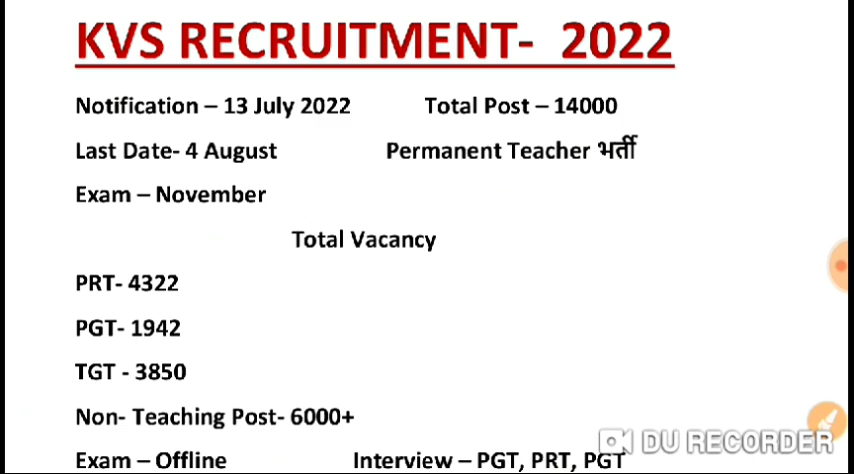 KVS RECRUITMENT- 2022
Notification – 13 July 2022 Total Post – 14000
Last Date- 4 August Permanent Teacher भर्ती
Exam – November
Total Vacancy
PRT- 4322
PGT- 1942
TGT - 3850
Non- Teaching Post- 6000+
DU RECORDER
Exam – Offline Interview – PGT, PRT, PGT